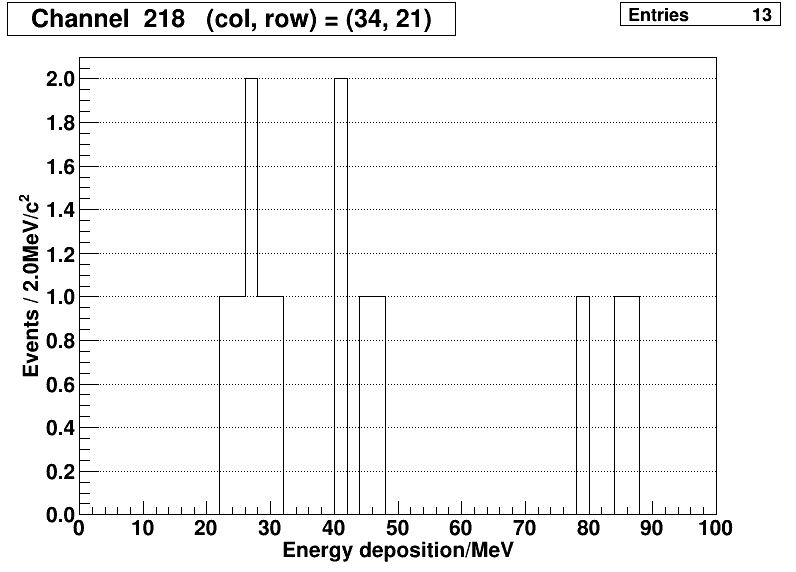 Channel  218   (col, row) = (34, 21)
Entries 13
Events / 2.0MeV/c²
2.0
1.8
1.6
1.4
1.2
1.0
0.8
0.6
0.4
0.2
0.0
0 10 20 30 40 50 60 70 80 90 100
Energy deposition/MeV